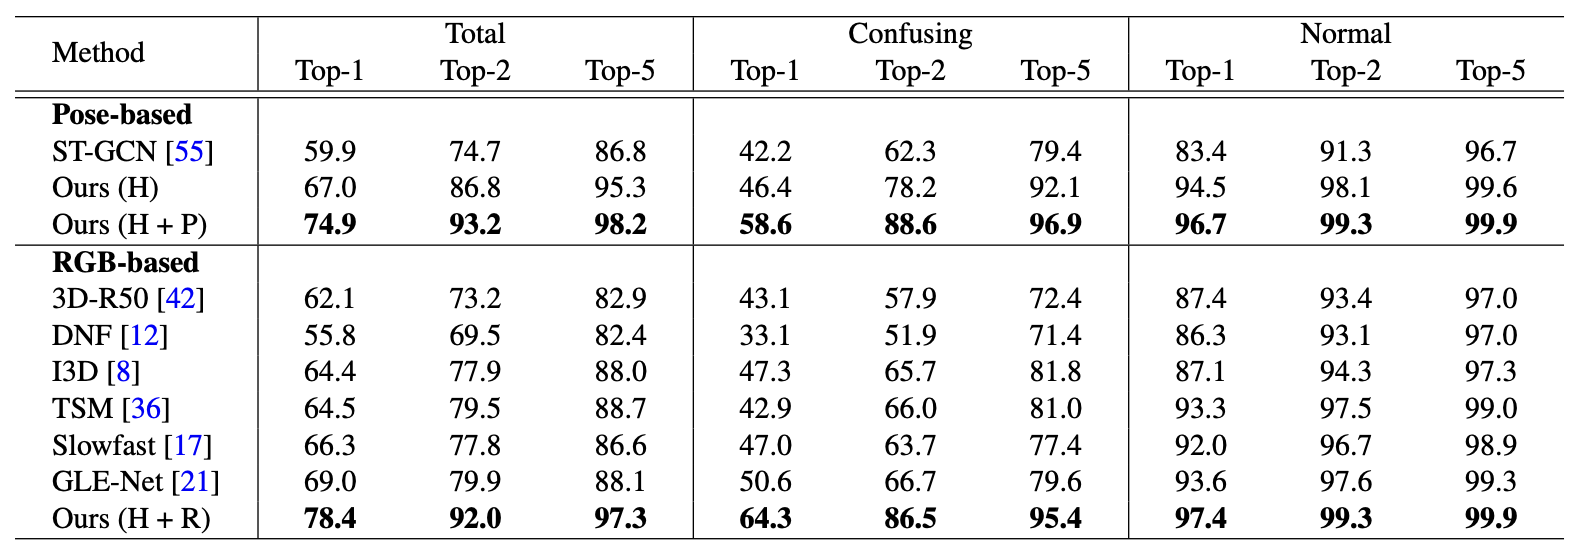 Method Total Confusing Normal
Top-1 Top-2 Top-5 Top-1 Top-2 Top-5 Top-1 Top-2 Top-5
Pose-based
ST-GCN [55] 59.9 74.7 86.8 42.2 62.3 79.4 83.4 91.3 96.7
Ours (H) 67.0 86.8 95.3 46.4 78.2 92.1 94.5 98.1 99.6
Ours (H + P) 74.9 93.2 98.2 58.6 88.6 96.9 96.7 99.3 99.9
RGB-based
3D-R50 [42] 62.1 73.2 82.9 43.1 57.9 72.4 87.4 93.4 97.0
DNF [12] 55.8 69.5 82.4 33.1 51.9 71.4 86.3 93.1 97.0
I3D [8] 64.4 77.9 88.0 47.3 65.7 81.8 87.1 94.3 97.3
TSM [36] 64.5 79.5 88.7 42.9 66.0 81.0 93.3 97.5 99.0
Slowfast [17] 66.3 77.8 86.6 47.0 63.7 77.4 92.0 96.7 98.9
GLE-Net [21] 69.0 79.9 88.1 50.6 66.7 79.6 93.6 97.6 99.3
Ours (H + R) 78.4 92.0 97.3 64.3 86.5 95.4 97.4 99.3 99.9